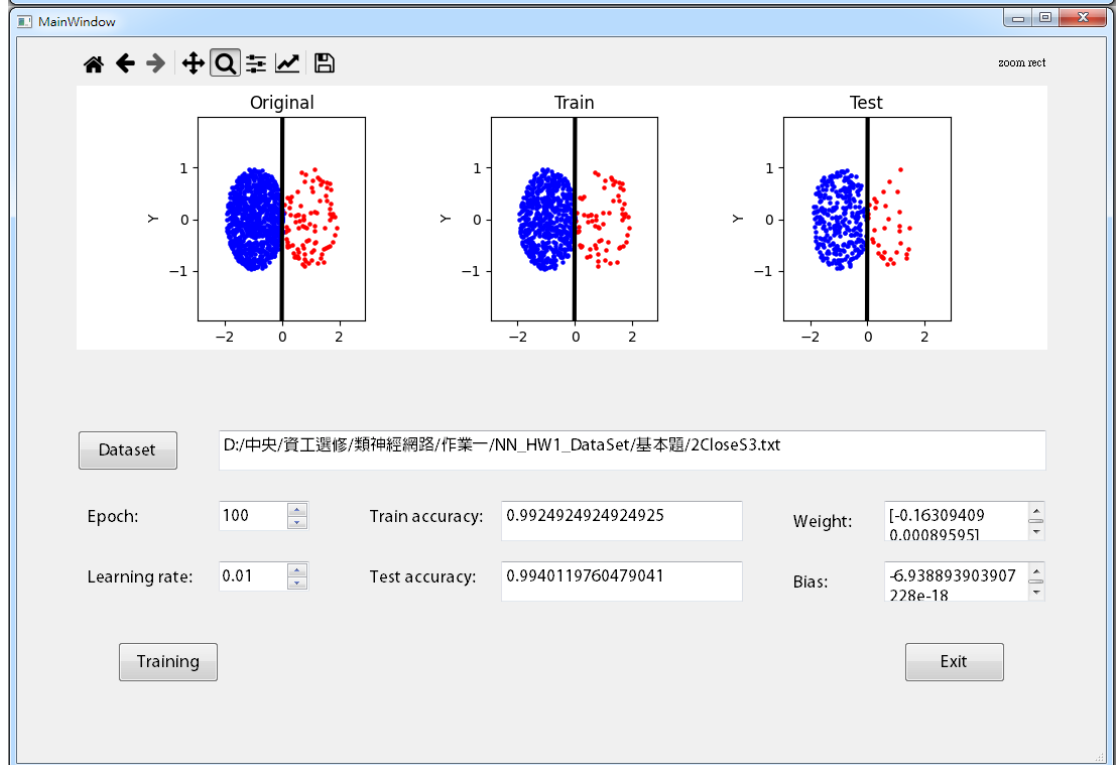 MainWindow
zoom rect
Original
Train
Test
1
0
−1
Y
−2
0
2
1
0
−1
Y
−2
0
2
1
0
−1
Y
−2
0
2
Dataset
D:/中央/資工選修/類神經網路/作業一/NN_HW1_DataSet/基本題/2CloseS3.txt
Epoch:
100
Train accuracy:
0.9924924924924925
Weight:
[-0.16309409
0.00089595]
Learning rate:
0.01
Test accuracy:
0.9940119760479041
Bias:
-6.938893903907
228e-18
Training
Exit